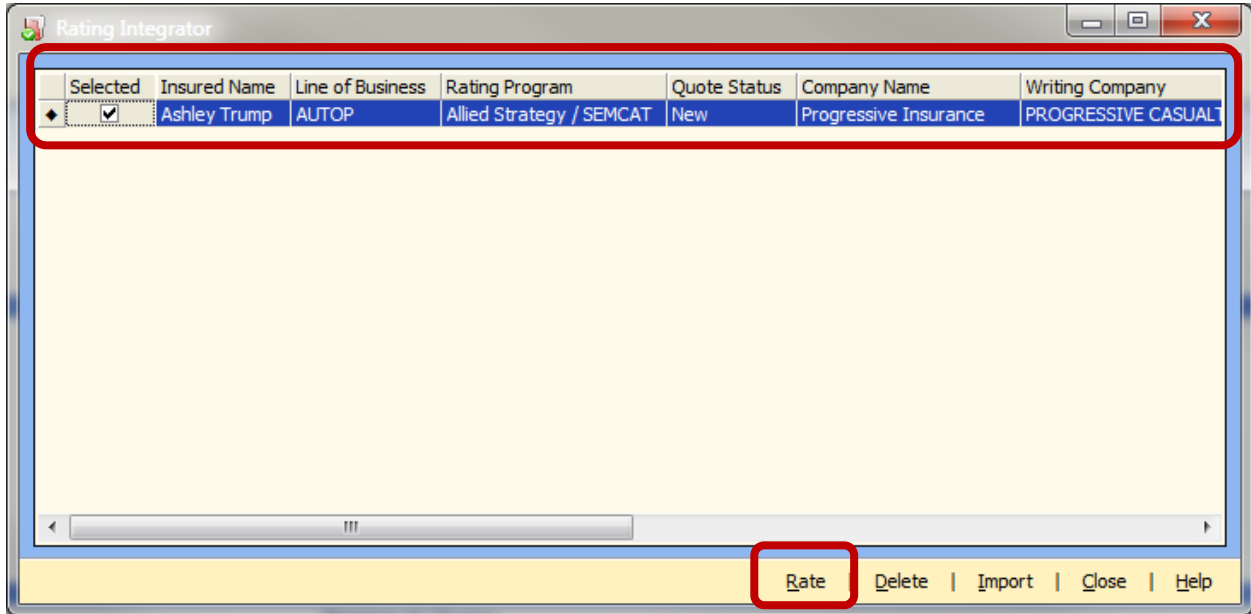 Rating Integrator
Selected Insured Name Line of Business Rating Program Quote Status Company Name Writing Company
Ashley Trump AUTOP Allied Strategy / SEMCAT New Progressive Insurance PROGRESSIVE CASUALT
Rate | Delete | Import | Close | Help